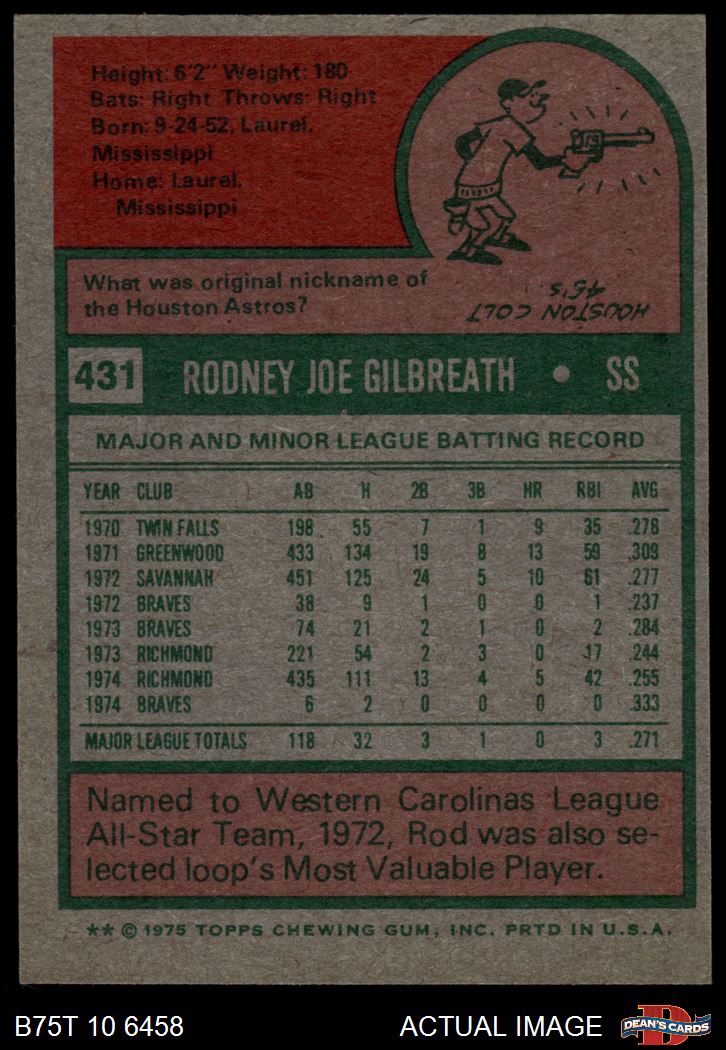 Height: 6'2" Weight: 180
Bats: Right Throws: Right
Born: 9-24-52, Laurel,
Mississippi
Home: Laurel,
Mississippi
What was original nickname of
the Houston Astros?
HOUSTON COLT
45'S.
431 RODNEY JOE GILBREATH • SS
MAJOR AND MINOR LEAGUE BATTING RECORD
YEAR CLUB AB H 2B 3B HR RBI AVG
1970 TWIN FALLS 198 55 7 1 9 35 .278
1971 GREENWOOD 433 134 19 8 13 59 .309
1972 SAVANNAH 451 125 24 5 10 61 .277
1972 BRAVES 38 9 1 0 0 1 .237
1973 BRAVES 74 21 2 1 0 2 .284
1973 RICHMOND 221 54 2 3 0 17 .244
1974 RICHMOND 435 111 13 4 5 42 .255
1974 BRAVES 6 2 0 0 0 0 .333
MAJOR LEAGUE TOTALS 118 32 3 1 0 3 .271
Named to Western Carolinas League
All-Star Team, 1972, Rod was also se-
lected loop's Most Valuable Player.
** © 1975 TOPPS CHEWING GUM, INC. PRTD IN U.S.A.
B75T 10 6458 ACTUAL IMAGE
D
DEAN'S CARDS